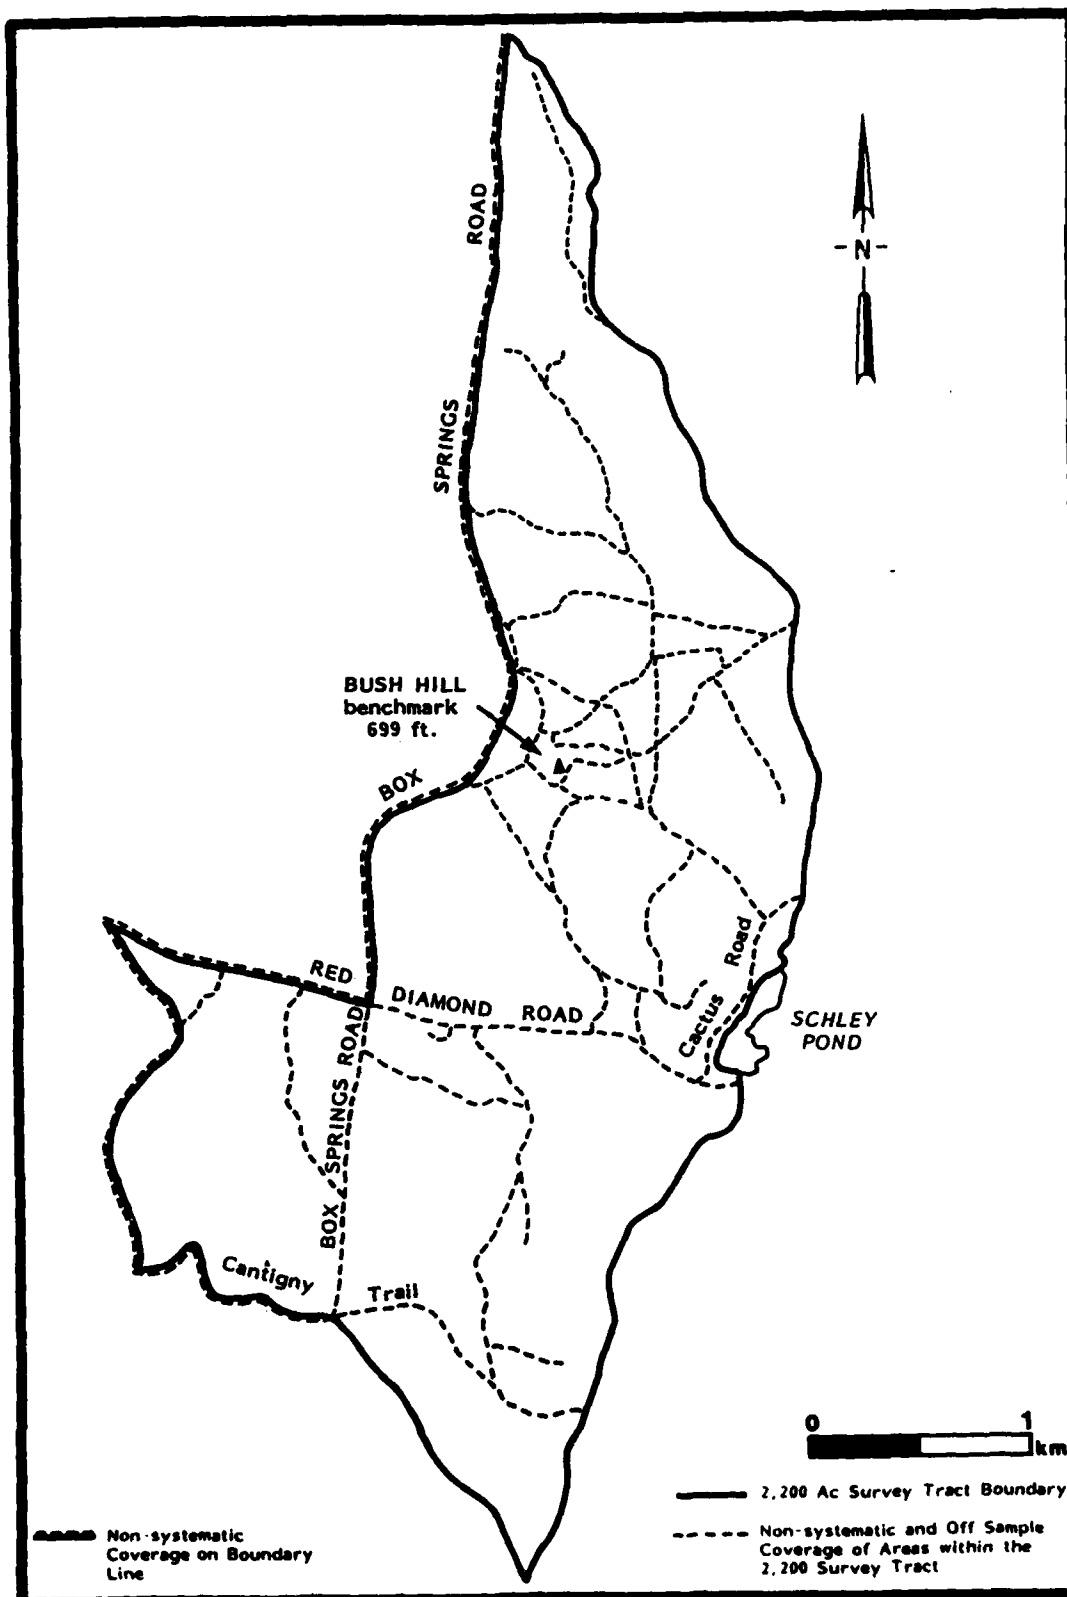 ROAD
N
SPRINGS
BUSH HILL
benchmark
699 ft.
BOX
RED DIAMOND ROAD
Cactus Road
SCHLEY
POND
BOX SPRINGS ROAD
Cantigny Trail
0 1
km
2,200 Ac Survey Tract Boundary
Non-systematic
Coverage on Boundary
Line
Non-systematic and Off Sample
Coverage of Areas within the
2,200 Survey Tract